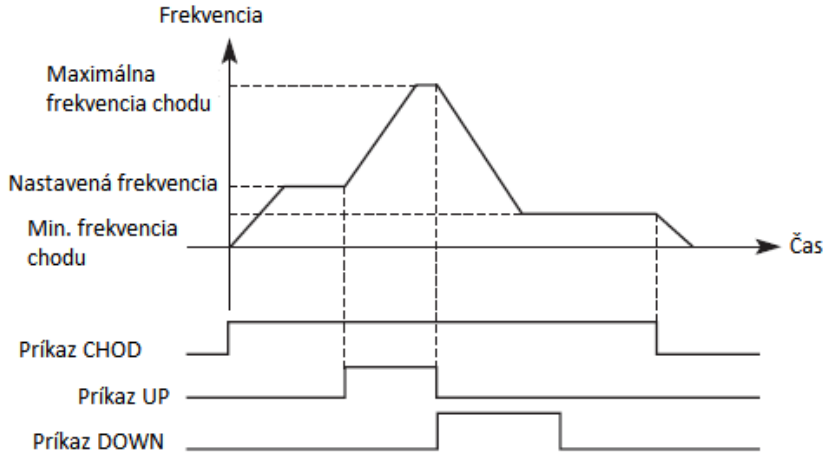 Frekvencia
Maximálna
frekvencia chodu
Nastavená frekvencia
Min. frekvencia
chodu
Čas
Príkaz CHOD
Príkaz UP
Príkaz DOWN